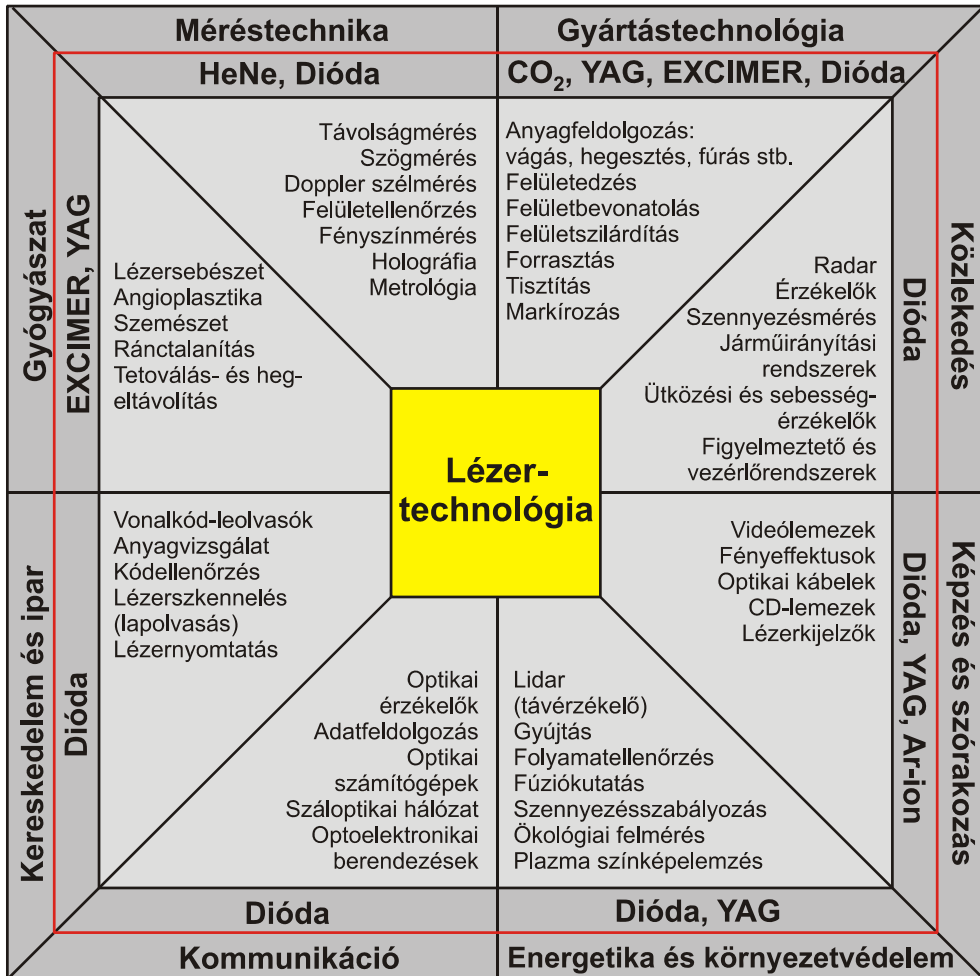 Méréstechnika
HeNe, Dióda
Távolságmérés
Szögmérés
Doppler szélmérés
Felületellenőrzés
Fényszínmérés
Holográfia
Metrológia
Gyártástechnológia
CO₂, YAG, EXCIMER, Dióda
Anyagfeldolgozás:
vágás, hegesztés, fúrás stb.
Felületedzés
Felületbevonatolás
Felületszilárdítás
Forrasztás
Tisztítás
Markírozás
Gyógyászat
EXCIMER, YAG
Lézersebészet
Angioplasztika
Szemészet
Ránctalanítás
Tetoválás- és heg-
eltávolítás
Közlekedés
Dióda
Radar
Érzékelők
Szennyezésmérés
Járműirányítási
rendszerek
Ütközési és sebesség-
érzékelők
Figyelmeztető és
vezérlőrendszerek
Lézer-
technológia
Kereskedelem és ipar
Dióda
Vonalkód-leolvasók
Anyagvizsgálat
Kódellenőrzés
Lézerszkennelés
(lapolvasás)
Lézernyomtatás
Képzés és szórakozás
Dióda, YAG, Ar-ion
Videólemezek
Fényeffektusok
Optikai kábelek
CD-lemezek
Lézerkijelzők
Optikai
érzékelők
Adatfeldolgozás
Optikai
számítógépek
Száloptikai hálózat
Optoelektronikai
berendezések
Dióda
Kommunikáció
Lidar
(távérzékelő)
Gyújtás
Folyamatellenőrzés
Fúziókutatás
Szennyezésszabályozás
Ökológiai felmérés
Plazma színképelemzés
Dióda, YAG
Energetika és környezetvédelem